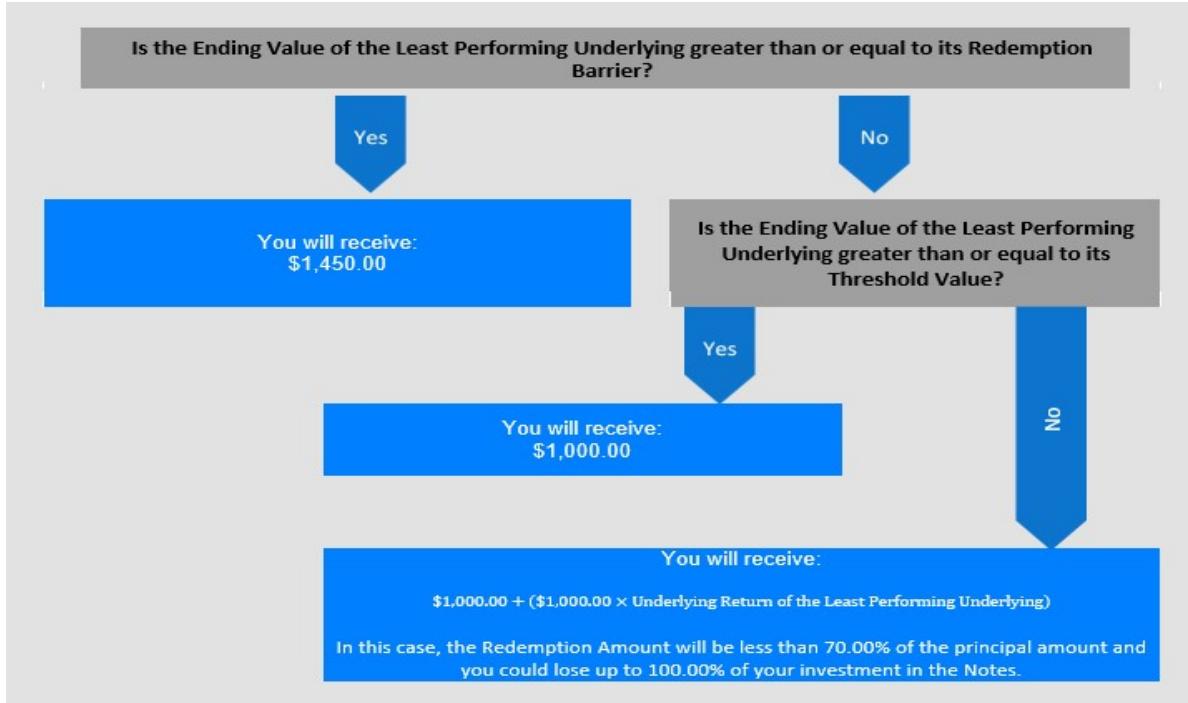 Is the Ending Value of the Least Performing Underlying greater than or equal to its Redemption
Barrier?
Yes
No
You will receive:
$1,450.00
Is the Ending Value of the Least Performing
Underlying greater than or equal to its
Threshold Value?
Yes
No
You will receive:
$1,000.00
You will receive:
$1,000.00 + ($1,000.00 × Underlying Return of the Least Performing Underlying)
In this case, the Redemption Amount will be less than 70.00% of the principal amount and
you could lose up to 100.00% of your investment in the Notes.